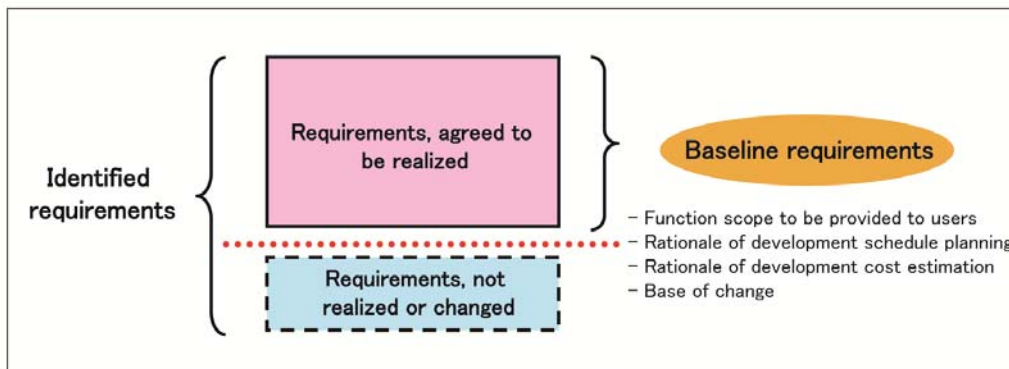 Identified
requirements
Requirements, agreed to
be realized
Requirements, not
realized or changed
Baseline requirements
- Function scope to be provided to users
- Rationale of development schedule planning
- Rationale of development cost estimation
- Base of change